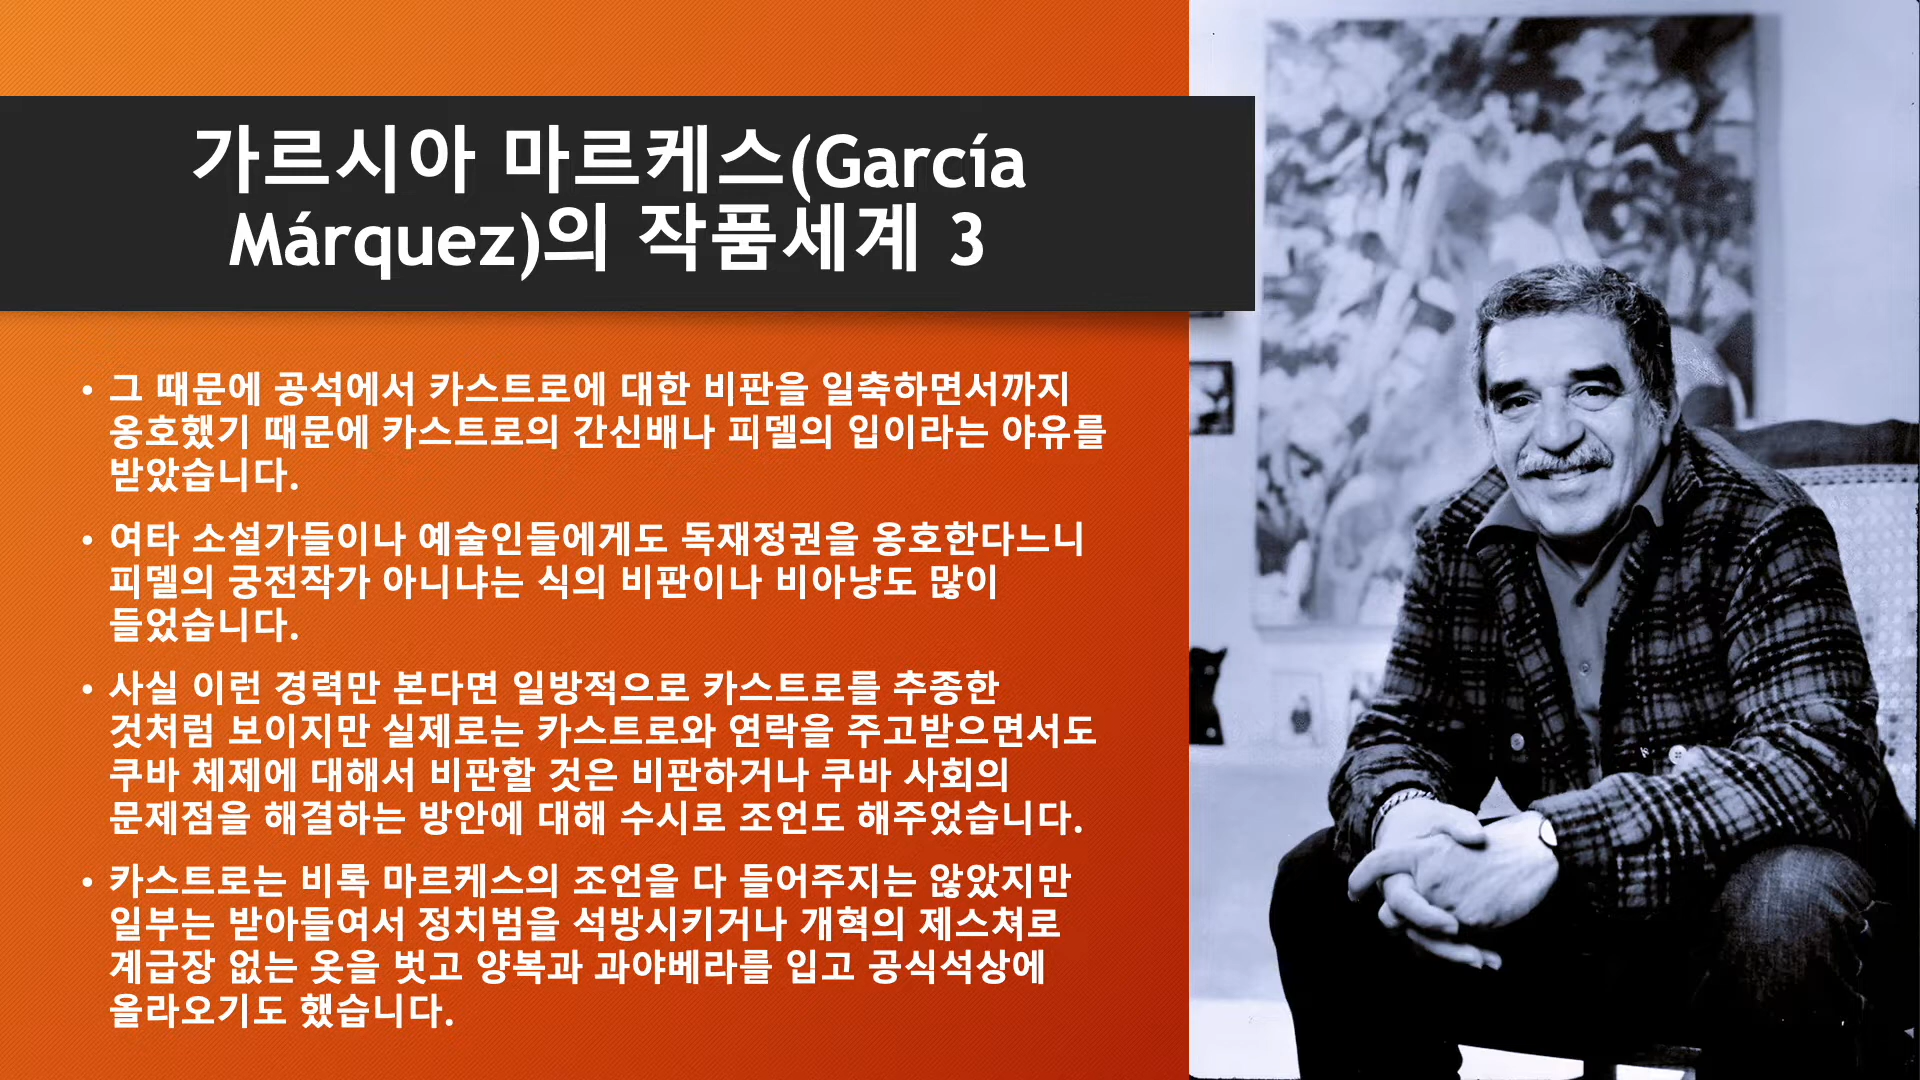 가르시아 마르케스(García
Márquez)의 작품세계 3
• 그 때문에 공석에서 카스트로에 대한 비판을 일축하면서까지
옹호했기 때문에 카스트로의 간신배나 피델의 입이라는 야유를
받았습니다.
• 여타 소설가들이나 예술인들에게도 독재정권을 옹호한다느니
피델의 궁전작가 아니냐는 식의 비판이나 비아냥도 많이
들었습니다.
• 사실 이런 경력만 본다면 일방적으로 카스트로를 추종한
것처럼 보이지만 실제로는 카스트로와 연락을 주고받으면서도
쿠바 체제에 대해서 비판할 것은 비판하거나 쿠바 사회의
문제점을 해결하는 방안에 대해 수시로 조언도 해주었습니다.
• 카스트로는 비록 마르케스의 조언을 다 들어주지는 않았지만
일부는 받아들여서 정치범을 석방시키거나 개혁의 제스쳐로
계급장 없는 옷을 벗고 양복과 과야베라를 입고 공식석상에
올라오기도 했습니다.